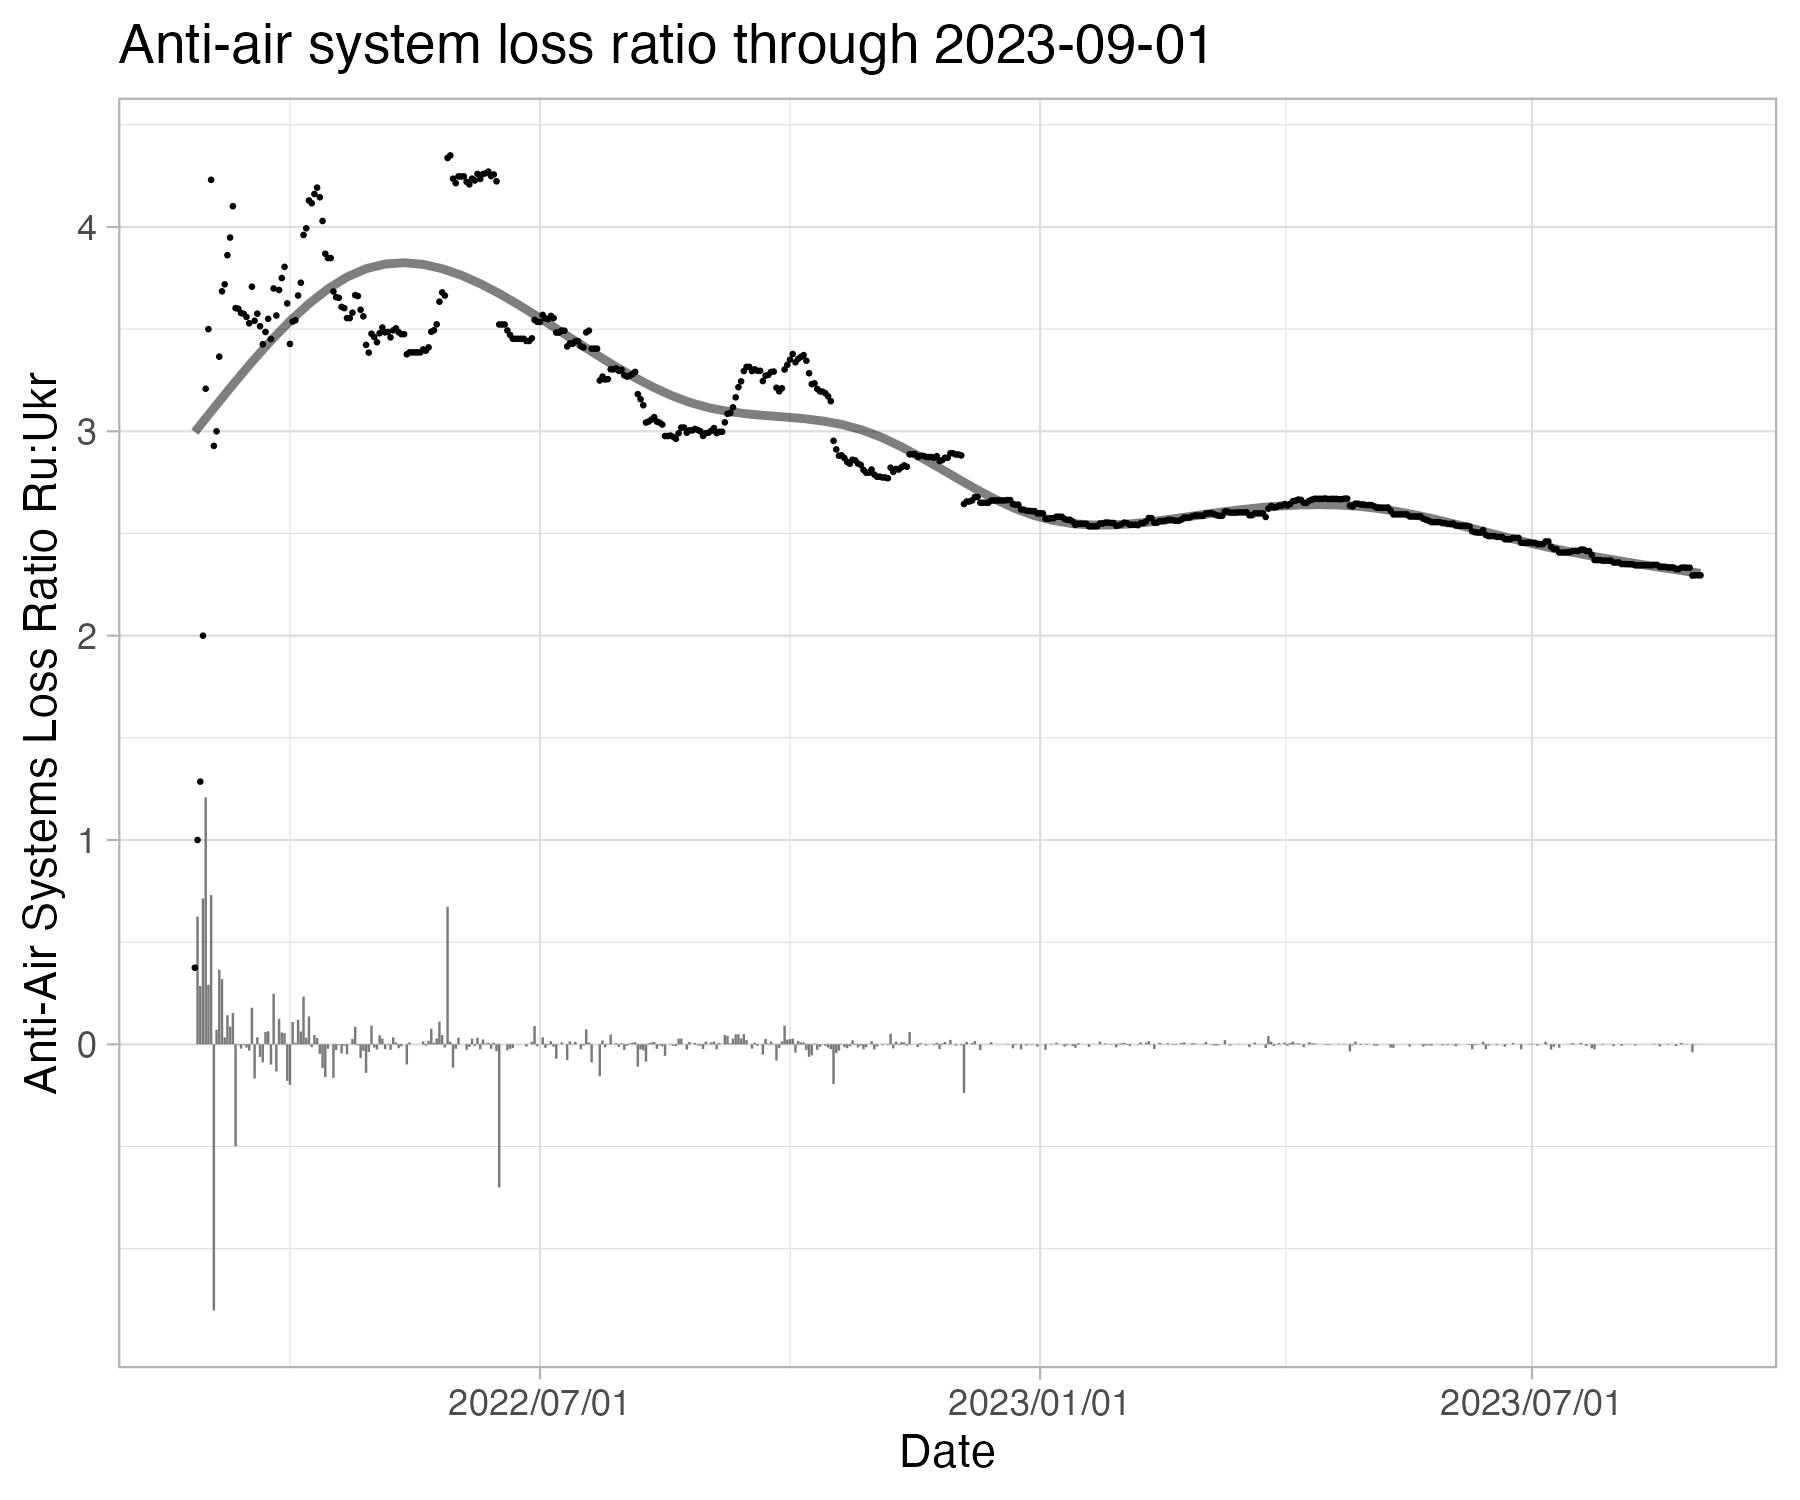 Anti-air system loss ratio through 2023-09-01
Anti-Air Systems Loss Ratio Ru:Ukr
4
3
2
1
0
2022/07/01
2023/01/01
2023/07/01
Date